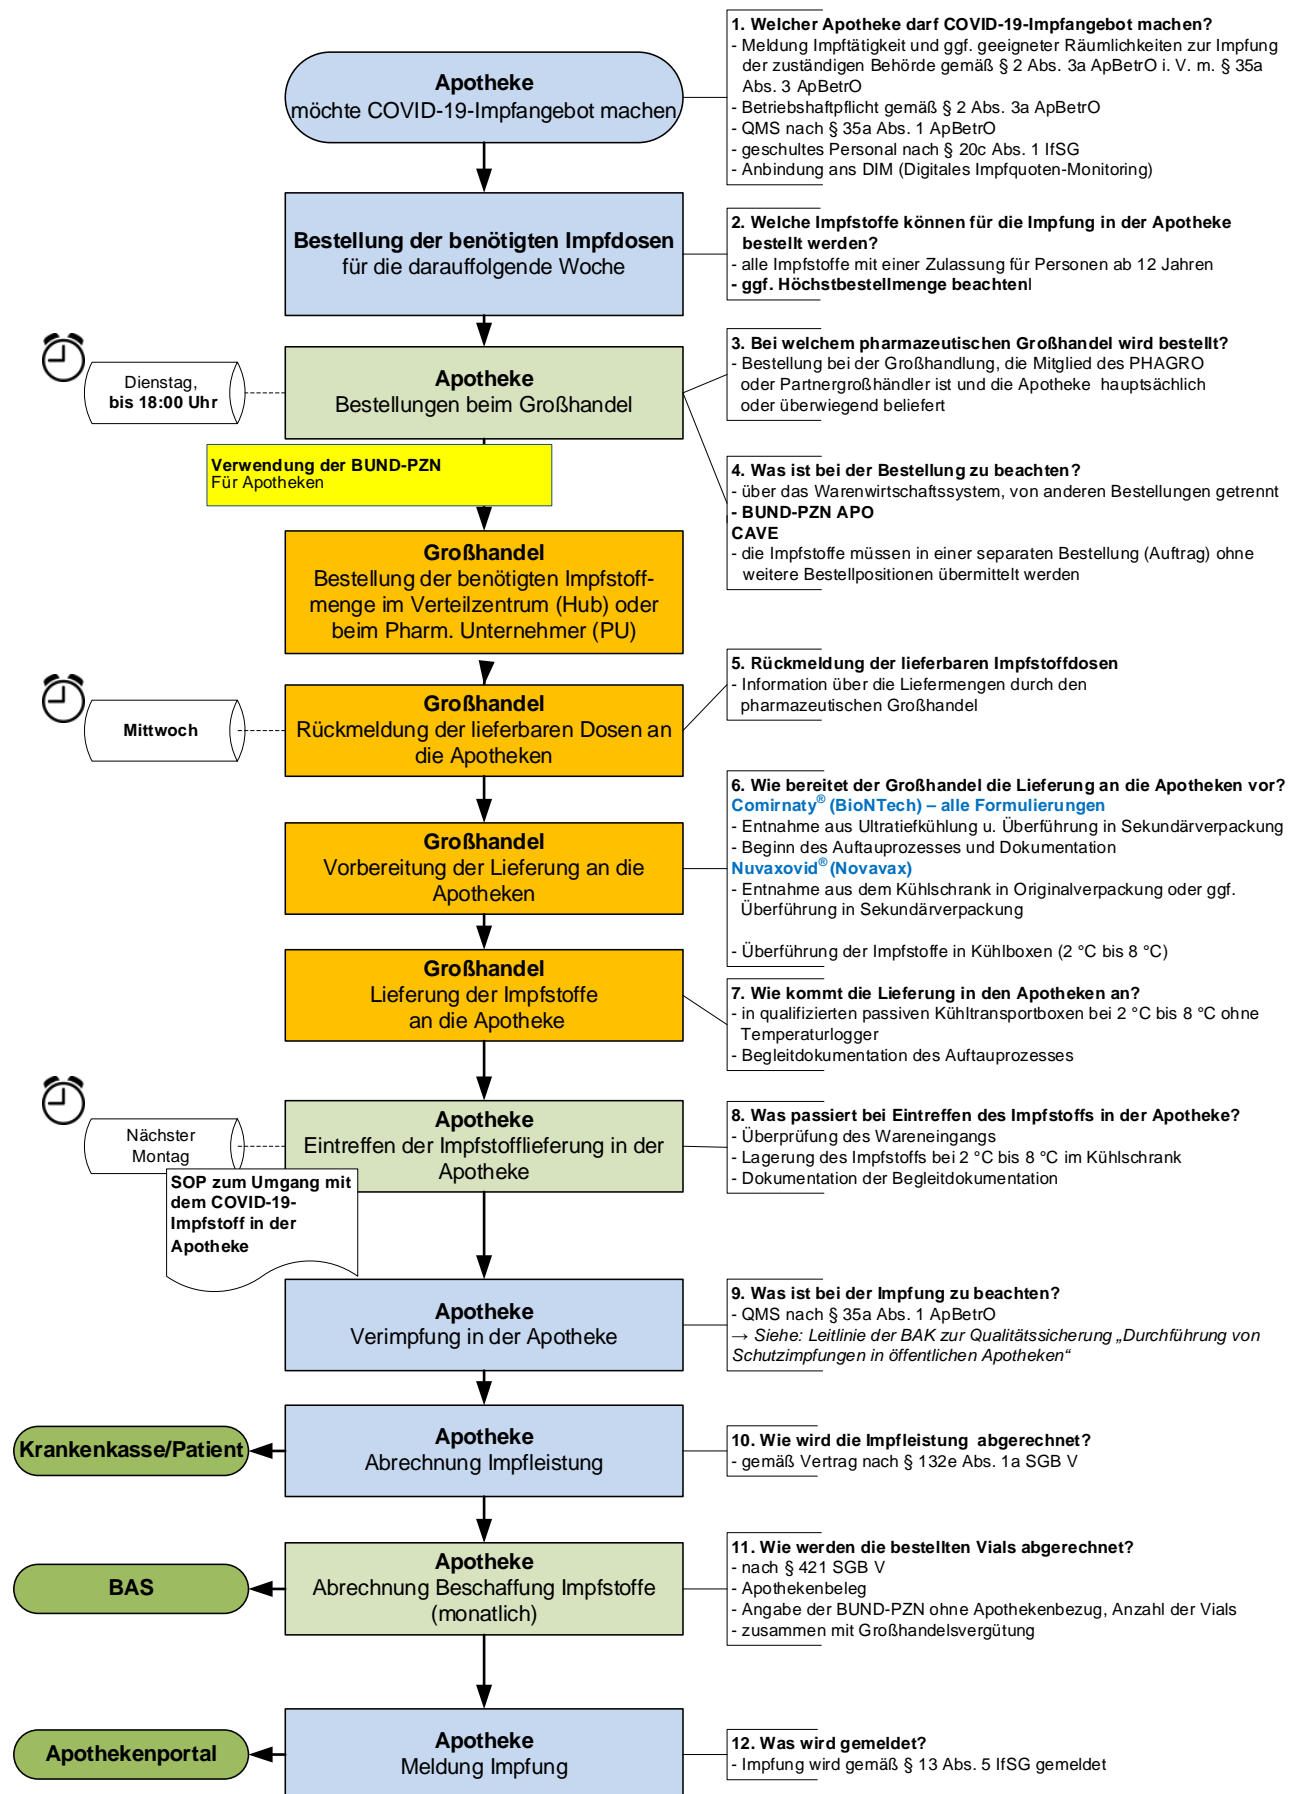 Apotheke
möchte COVID-19-Impfangebot machen
1. Welcher Apotheke darf COVID-19-Impfangebot machen?
- Meldung Impftätigkeit und ggf. geeigneter Räumlichkeiten zur Impfung
der zuständigen Behörde gemäß § 2 Abs. 3a ApBetrO i. V. m. § 35a
Abs. 3 ApBetrO
- Betriebshaftpflicht gemäß § 2 Abs. 3a ApBetrO
- QMS nach § 35a Abs. 1 ApBetrO
- geschultes Personal nach § 20c Abs. 1 IfSG
- Anbindung ans DIM (Digitales Impfquoten-Monitoring)
Bestellung der benötigten Impfdosen
für die darauffolgende Woche
2. Welche Impfstoffe können für die Impfung in der Apotheke
bestellt werden?
- alle Impfstoffe mit einer Zulassung für Personen ab 12 Jahren
- ggf. Höchstbestellmenge beachten!
Dienstag,
bis 18:00 Uhr
Apotheke
Bestellungen beim Großhandel
3. Bei welchem pharmazeutischen Großhandel wird bestellt?
- Bestellung bei der Großhandlung, die Mitglied des PHAGRO
oder Partnergroßhändler ist und die Apotheke hauptsächlich
oder überwiegend beliefert
Verwendung der BUND-PZN
Für Apotheken
4. Was ist bei der Bestellung zu beachten?
- über das Warenwirtschaftssystem, von anderen Bestellungen getrennt
- BUND-PZN APO
CAVE
- die Impfstoffe müssen in einer separaten Bestellung (Auftrag) ohne
weitere Bestellpositionen übermittelt werden
Großhandel
Bestellung der benötigten Impfstoff-
menge im Verteilzentrum (Hub) oder
beim Pharm. Unternehmer (PU)
Mittwoch
Großhandel
Rückmeldung der lieferbaren Dosen an
die Apotheken
5. Rückmeldung der lieferbaren Impfstoffdosen
- Information über die Liefermengen durch den
pharmazeutischen Großhandel
Großhandel
Vorbereitung der Lieferung an die
Apotheken
6. Wie bereitet der Großhandel die Lieferung an die Apotheken vor?
Comirnaty® (BioNTech) – alle Formulierungen
- Entnahme aus Ultratiefkühlung u. Überführung in Sekundärverpackung
- Beginn des Auftauprozesses und Dokumentation
Nuvaxovid® (Novavax)
- Entnahme aus dem Kühlschrank in Originalverpackung oder ggf.
Überführung in Sekundärverpackung
- Überführung der Impfstoffe in Kühlboxen (2 °C bis 8 °C)
Großhandel
Lieferung der Impfstoffe
an die Apotheke
7. Wie kommt die Lieferung in den Apotheken an?
- in qualifizierten passiven Kühltransportboxen bei 2 °C bis 8 °C ohne
Temperaturlogger
- Begleitdokumentation des Auftauprozesses
Nächster
Montag
SOP zum Umgang mit
dem COVID-19-
Impfstoff in der
Apotheke
Apotheke
Eintreffen der Impfstofflieferung in der
Apotheke
8. Was passiert bei Eintreffen des Impfstoffs in der Apotheke?
- Überprüfung des Wareneingangs
- Lagerung des Impfstoffs bei 2 °C bis 8 °C im Kühlschrank
- Dokumentation der Begleitdokumentation
Apotheke
Verimpfung in der Apotheke
9. Was ist bei der Impfung zu beachten?
- QMS nach § 35a Abs. 1 ApBetrO
→ Siehe: Leitlinie der BAK zur Qualitätssicherung „Durchführung von
Schutzimpfungen in öffentlichen Apotheken“
Krankenkasse/Patient
Apotheke
Abrechnung Impfleistung
10. Wie wird die Impfleistung abgerechnet?
- gemäß Vertrag nach § 132e Abs. 1a SGB V
BAS
Apotheke
Abrechnung Beschaffung Impfstoffe
(monatlich)
11. Wie werden die bestellten Vials abgerechnet?
- nach § 421 SGB V
- Apothekenbeleg
- Angabe der BUND-PZN ohne Apothekenbezug, Anzahl der Vials
- zusammen mit Großhandelsvergütung
Apothekenportal
Apotheke
Meldung Impfung
12. Was wird gemeldet?
- Impfung wird gemäß § 13 Abs. 5 IfSG gemeldet